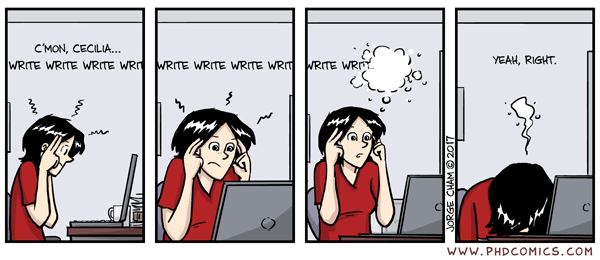 C'MON, CECILIA...
WRITE WRITE WRITE WRIT
WRITE WRITE WRITE WRIT
WRITE WRI
YEAH, RIGHT.
JORGE CHAM © 2017
WWW.PHDCOMICS.COM